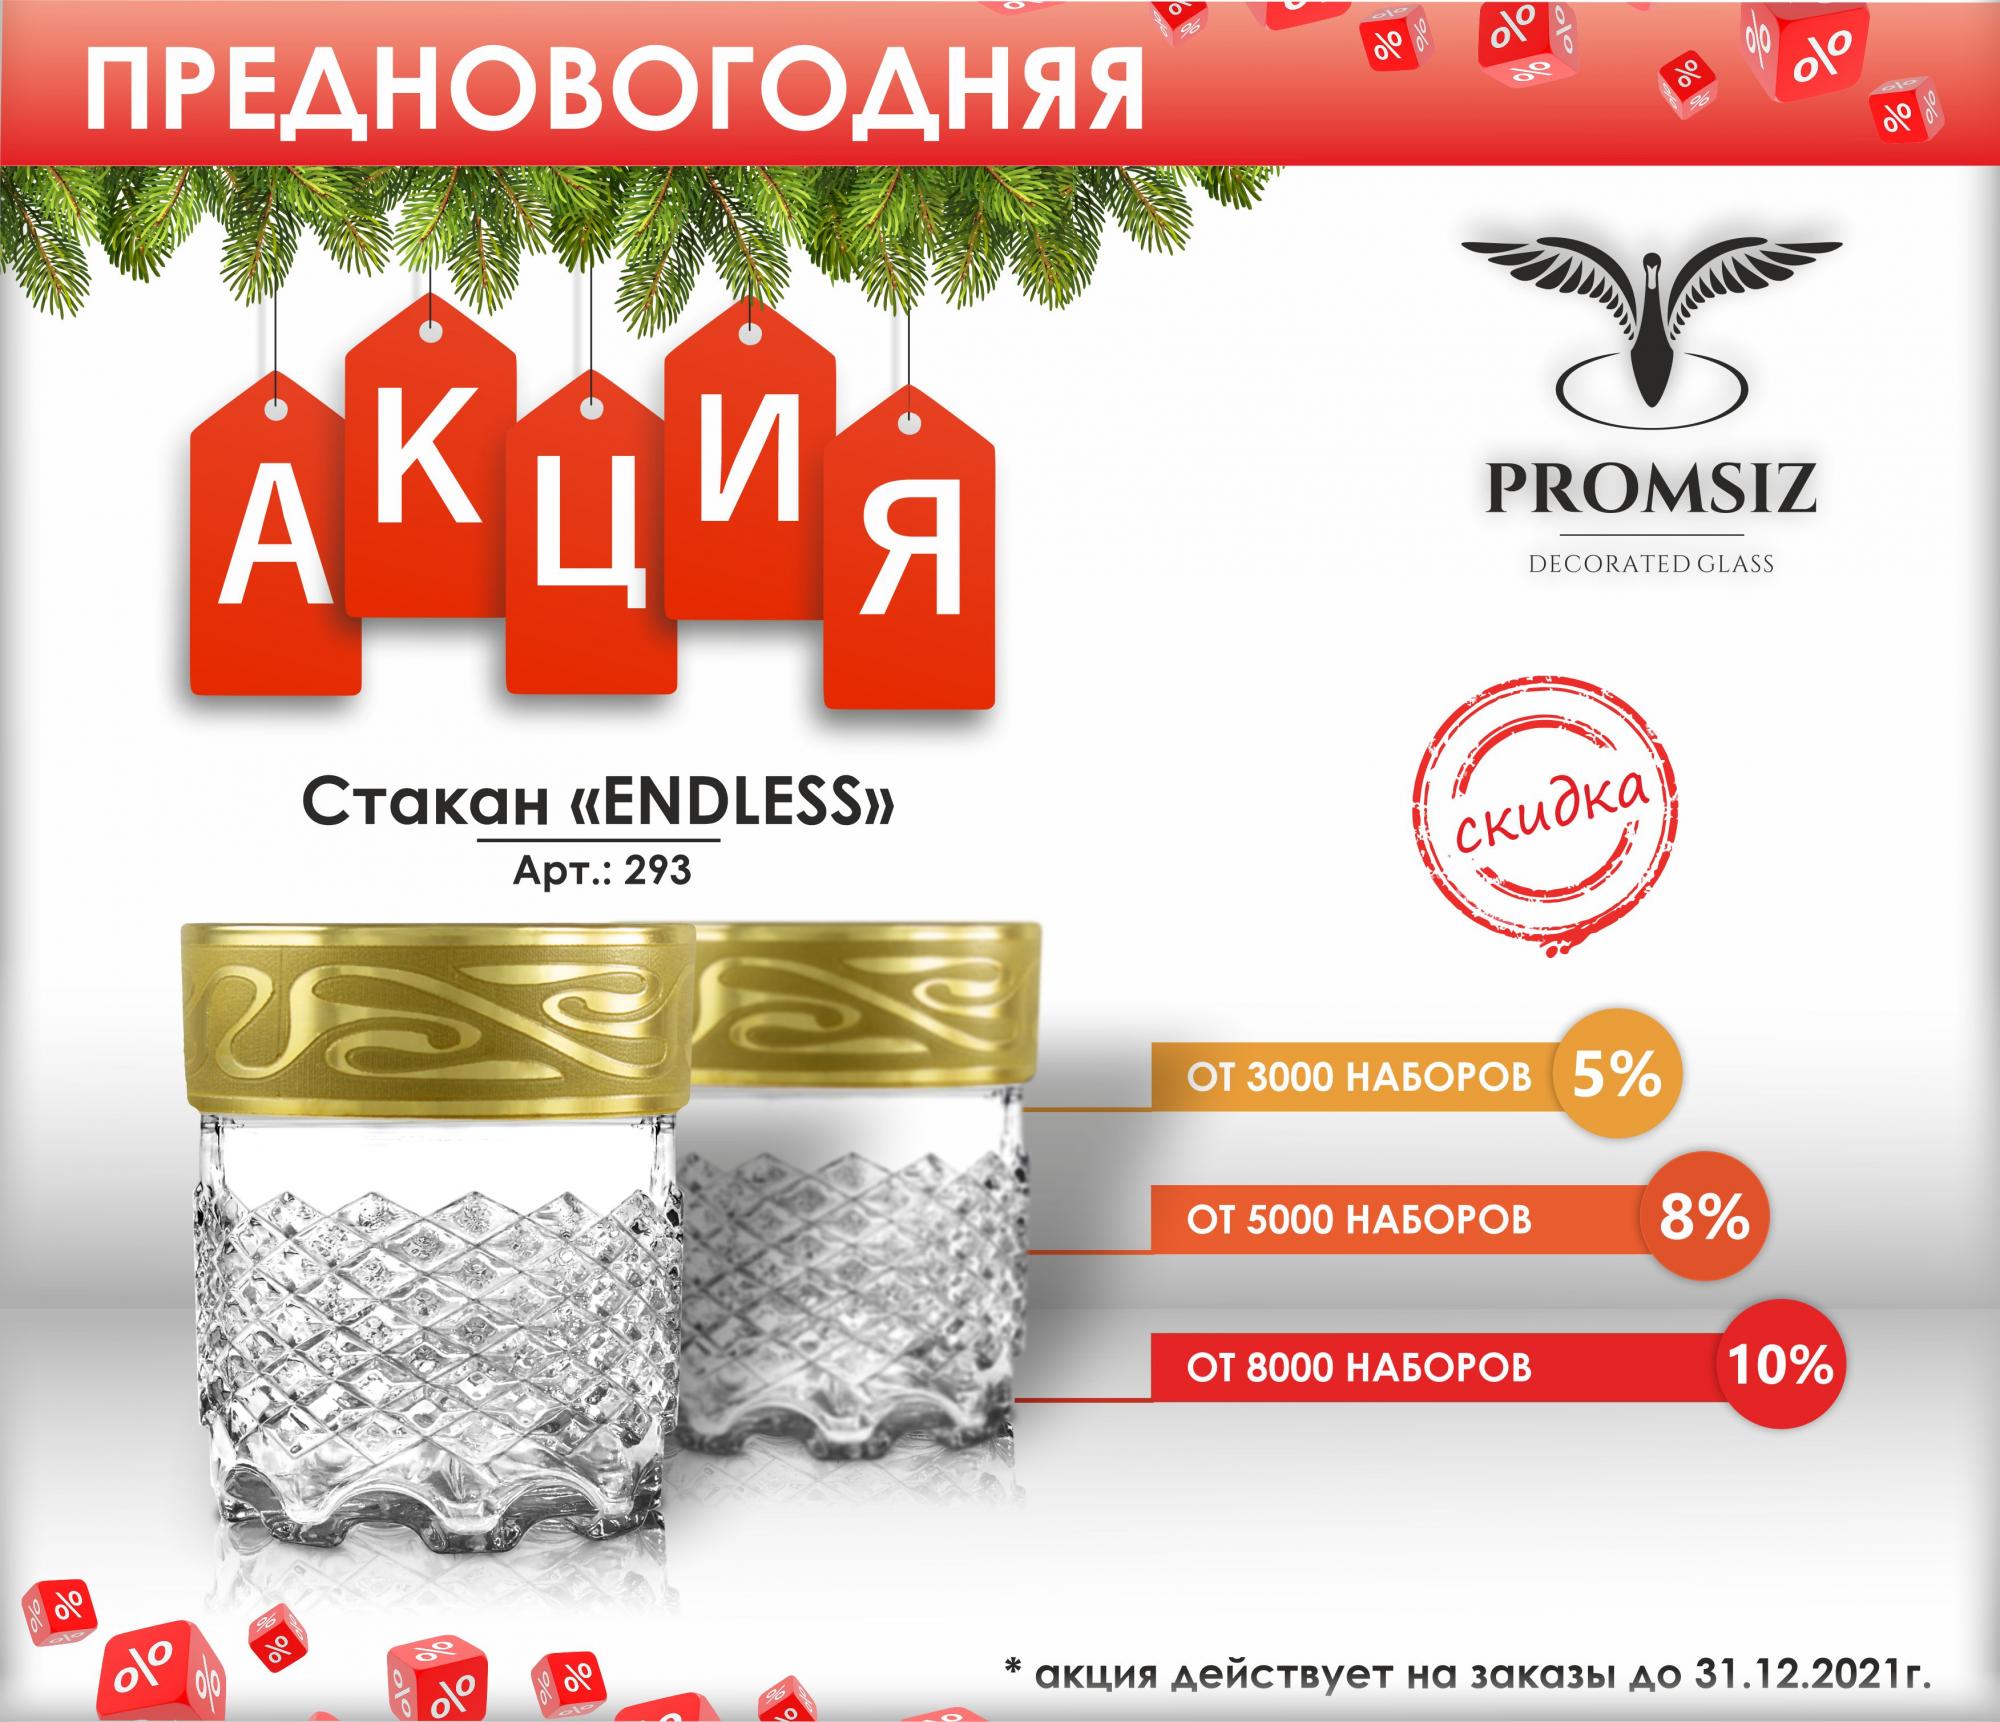 ПРЕДНОВОГОДНЯЯ
АКЦИЯ
PROMSIZ
DECORATED GLASS
скидка
Стакан «ENDLESS»
Арт.: 293
ОТ 3000 НАБОРОВ 5%
ОТ 5000 НАБОРОВ 8%
ОТ 8000 НАБОРОВ 10%
* акция действует на заказы до 31.12.2021г.